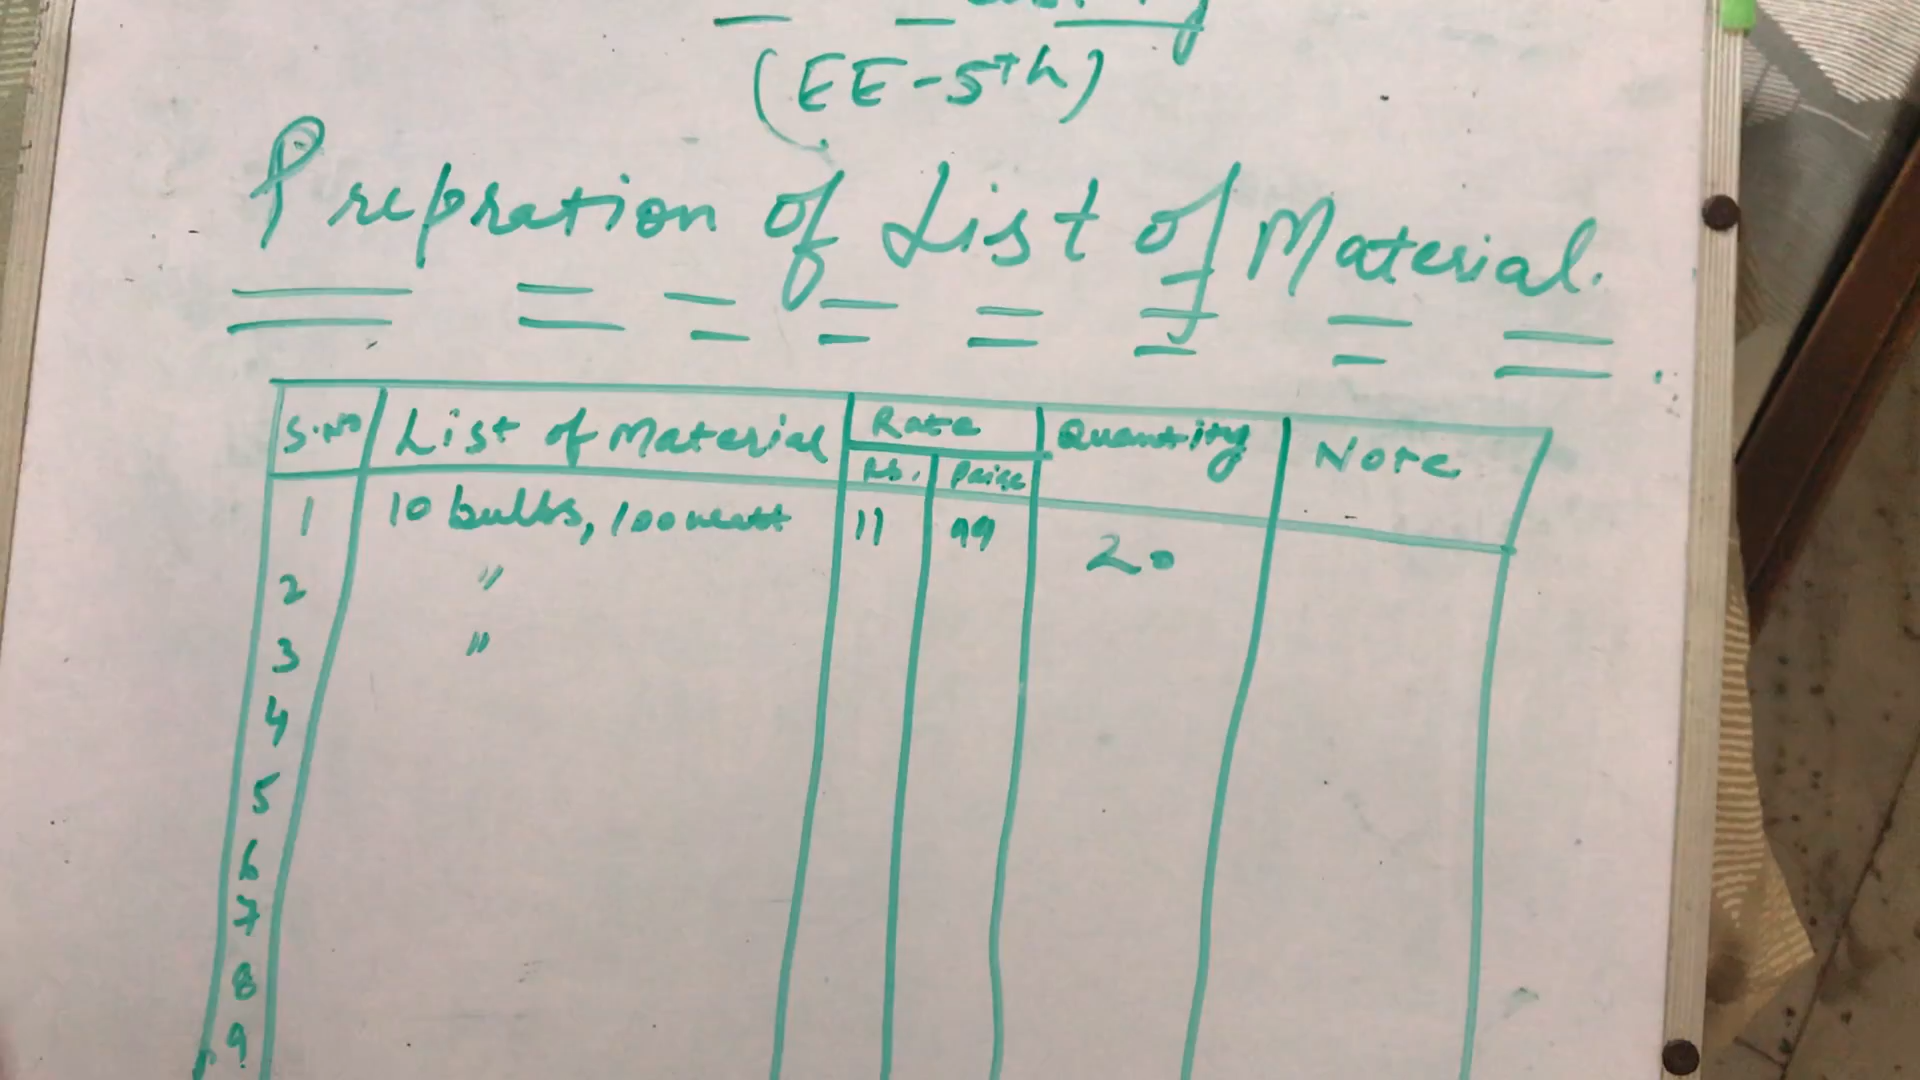 (EE-5th)
Prepration of List of Material.
S.No List of Material Rate Quantity Note
Rs. Paise
1 10 bulbs, 100 watt 11 99 20
2 "
3 "
4
5
6
7
8
9